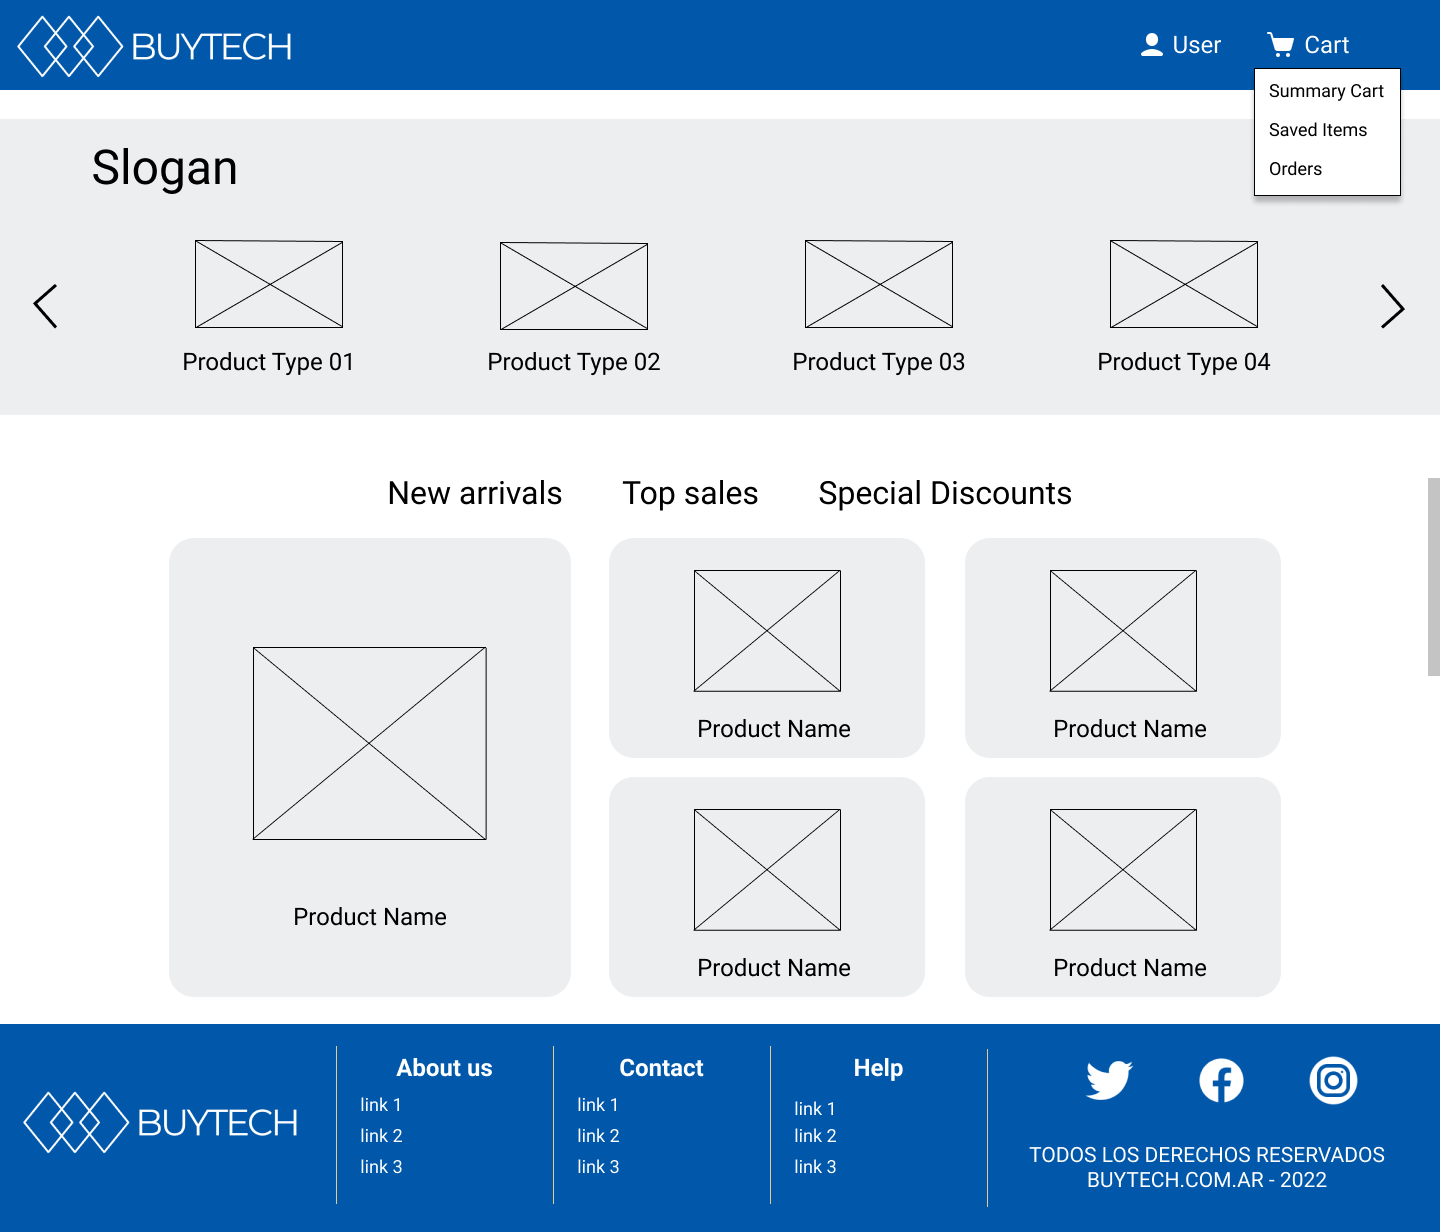 BUYTECH
User
Cart
Summary Cart
Saved Items
Orders
Slogan
Product Type 01
Product Type 02
Product Type 03
Product Type 04
New arrivals
Top sales
Special Discounts
Product Name
Product Name
Product Name
Product Name
Product Name
BUYTECH
About us
link 1
link 2
link 3
Contact
link 1
link 2
link 3
Help
link 1
link 2
link 3
TODOS LOS DERECHOS RESERVADOS
BUYTECH.COM.AR - 2022